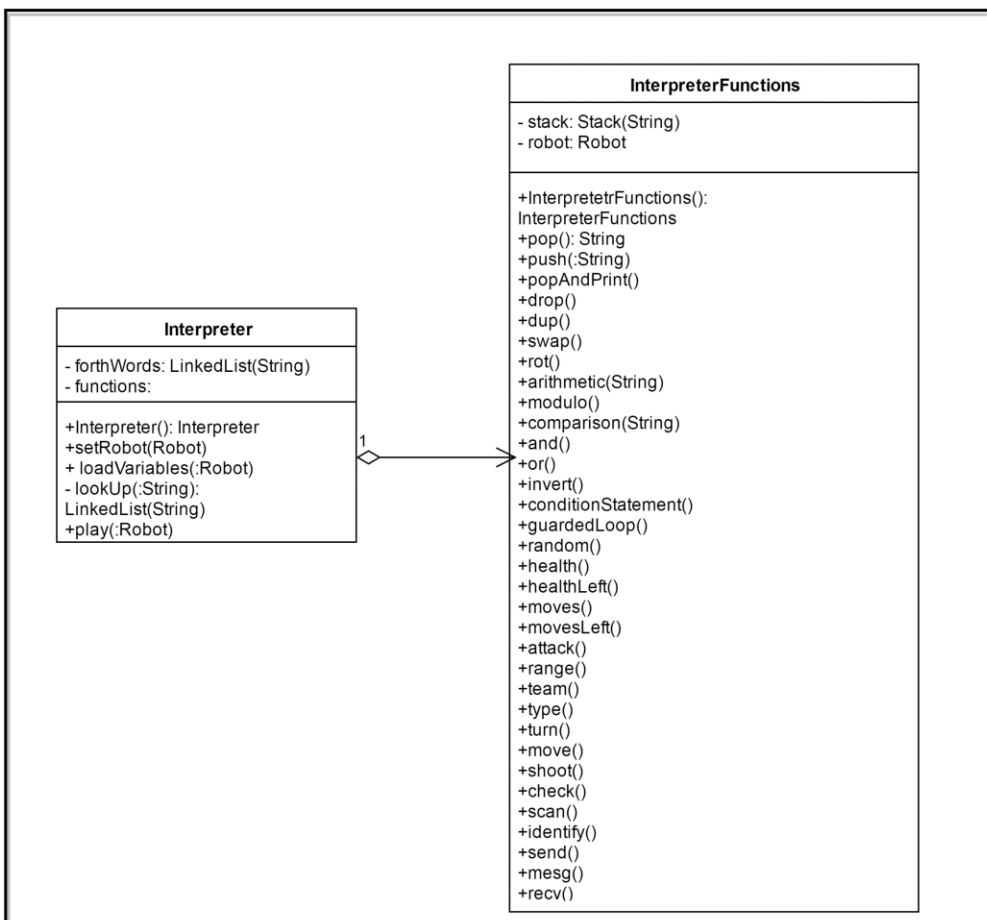 InterpreterFunctions
- stack: Stack(String)
- robot: Robot
+InterpretetrFunctions():
InterpreterFunctions
+pop(): String
+push(:String)
+popAndPrint()
+drop()
+dup()
+swap()
+rot()
+arithmetic(String)
+modulo()
+comparison(String)
+and()
+or()
+invert()
+conditionStatement()
+guardedLoop()
+random()
+health()
+healthLeft()
+moves()
+movesLeft()
+attack()
+range()
+team()
+type()
+turn()
+move()
+shoot()
+check()
+scan()
+identify()
+send()
+mesg()
+recv()
Interpreter
- forthWords: LinkedList(String)
- functions:
+Interpreter(): Interpreter
+setRobot(Robot)
+ loadVariables(:Robot)
- lookUp(:String):
LinkedList(String)
+play(:Robot)
1